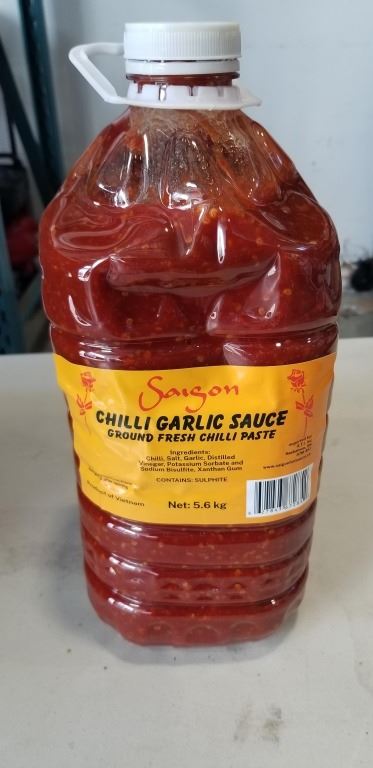 Saigon
CHILLI GARLIC SAUCE
GROUND FRESH CHILLI PASTE
Ingredients:
Chilli, Salt, Garlic, Distilled
Vinegar, Potassium Sorbate and
Sodium Bisulfite, Xanthan Gum
CONTAINS: SULPHITE
Product of Vietnam
Net: 5.6 kg